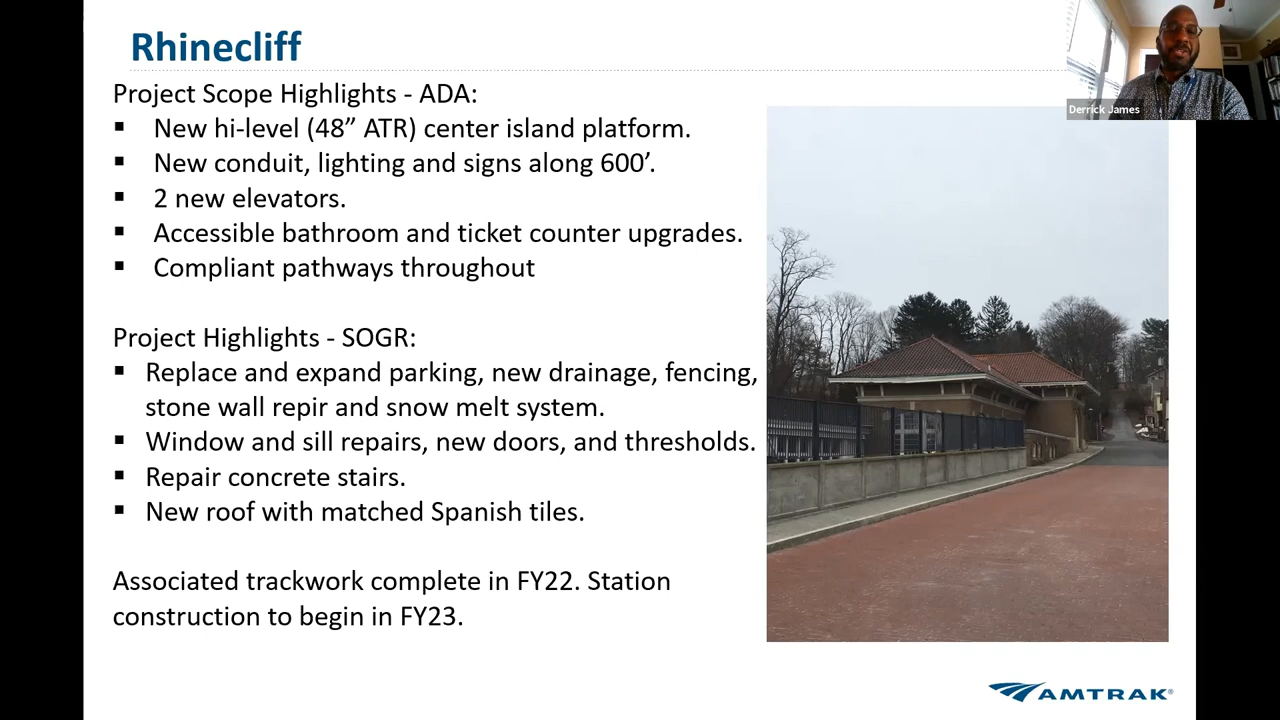 Rhinecliff
Derrick James
Project Scope Highlights - ADA:
▪ New hi-level (48” ATR) center island platform.
▪ New conduit, lighting and signs along 600’.
▪ 2 new elevators.
▪ Accessible bathroom and ticket counter upgrades.
▪ Compliant pathways throughout
Project Highlights - SOGR:
▪ Replace and expand parking, new drainage, fencing,
stone wall repir and snow melt system.
▪ Window and sill repairs, new doors, and thresholds.
▪ Repair concrete stairs.
▪ New roof with matched Spanish tiles.
Associated trackwork complete in FY22. Station
construction to begin in FY23.
AMTRAK®